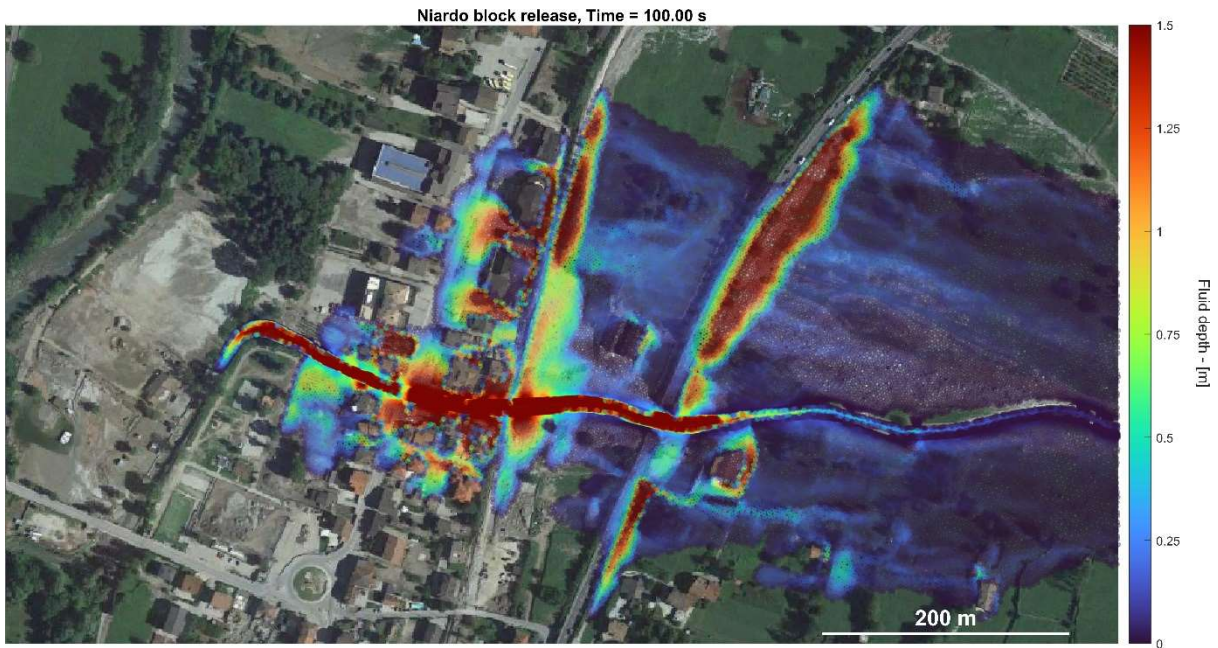 Niardo block release, Time = 100.00 s
1.5
1.25
1
0.75
0.5
0.25
0
Fluid depth - [m]
200 m